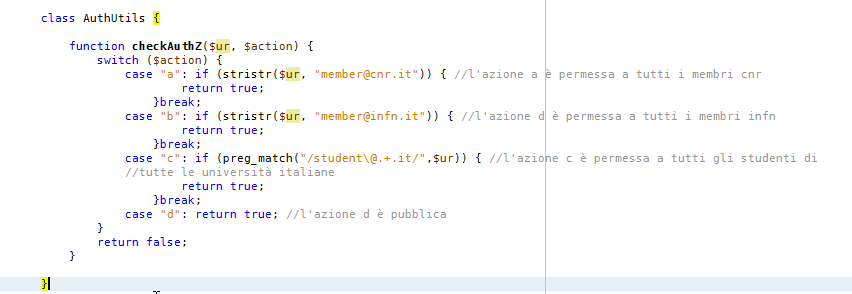 class AuthUtils {
function checkAuthZ($ur, $action) {
switch ($action) {
case "a": if (stristr($ur, "member@cnr.it")) { //l'azione a è permessa a tutti i membri cnr
return true;
}break;
case "b": if (stristr($ur, "member@infn.it")) { //l'azione d è permessa a tutti i membri infn
return true;
}break;
case "c": if (preg_match("/student\@.+.it/",$ur)) { //l'azione c è permessa a tutti gli studenti di
//tutte le università italiane
return true;
}break;
case "d": return true; //l'azione d è pubblica
}
return false;
}
}